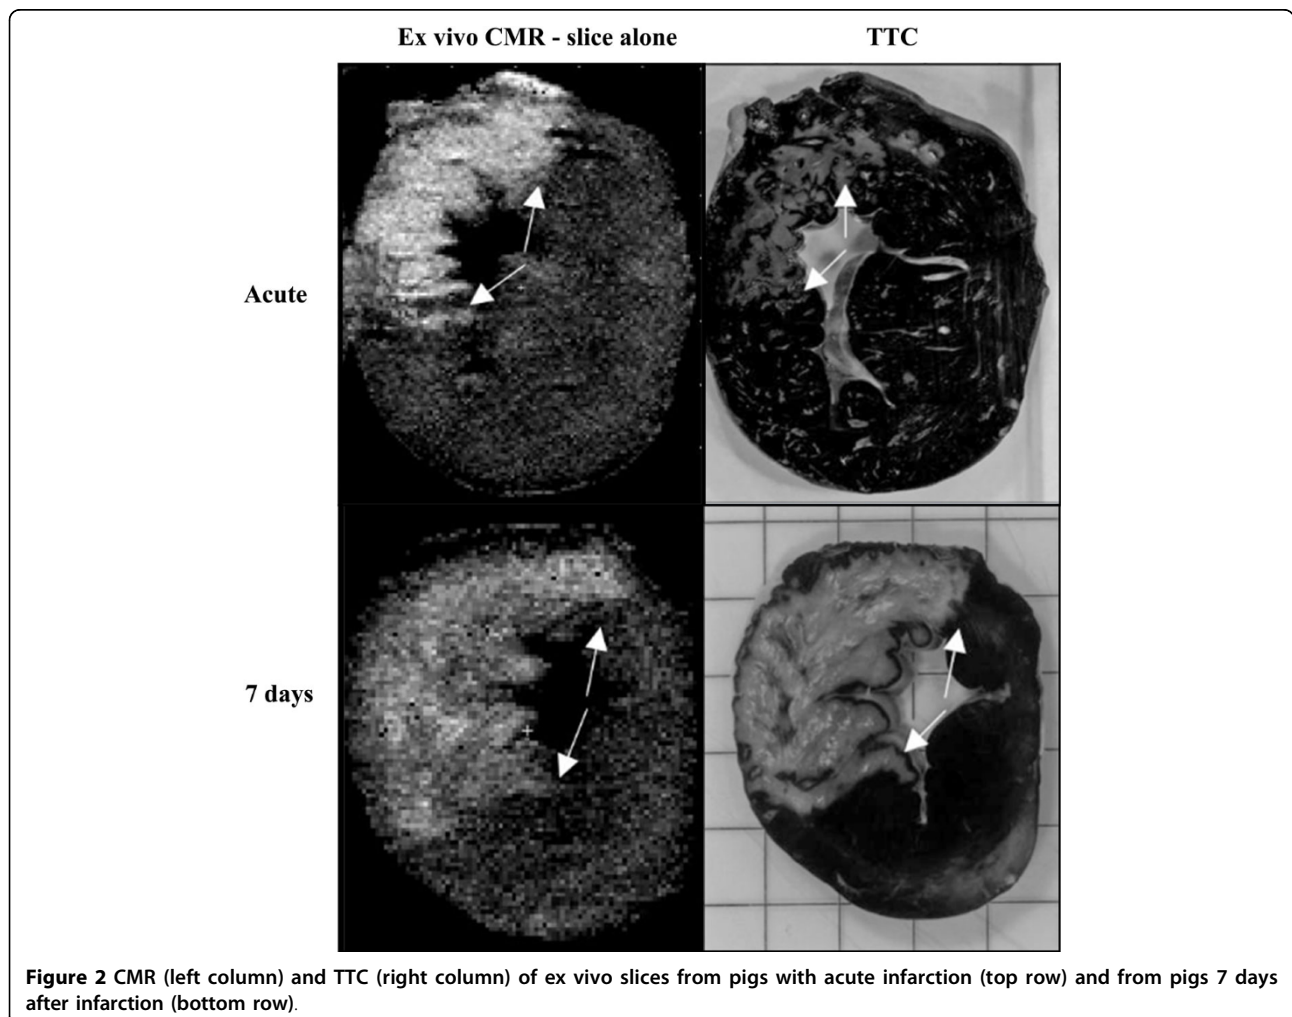 Ex vivo CMR - slice alone
TTC
Acute
7 days
Figure 2 CMR (left column) and TTC (right column) of ex vivo slices from pigs with acute infarction (top row) and from pigs 7 days
after infarction (bottom row).